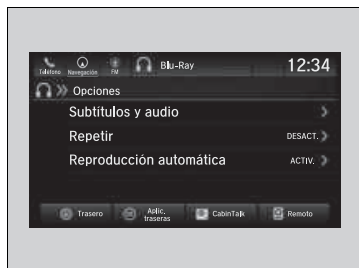 Teléfono Navegación FM Blu-Ray 12:34
Opciones
Subtítulos y audio
Repetir DESACT.
Reproducción automática ACTIV.
Trasero Aplic. traseras CabinTalk Remoto